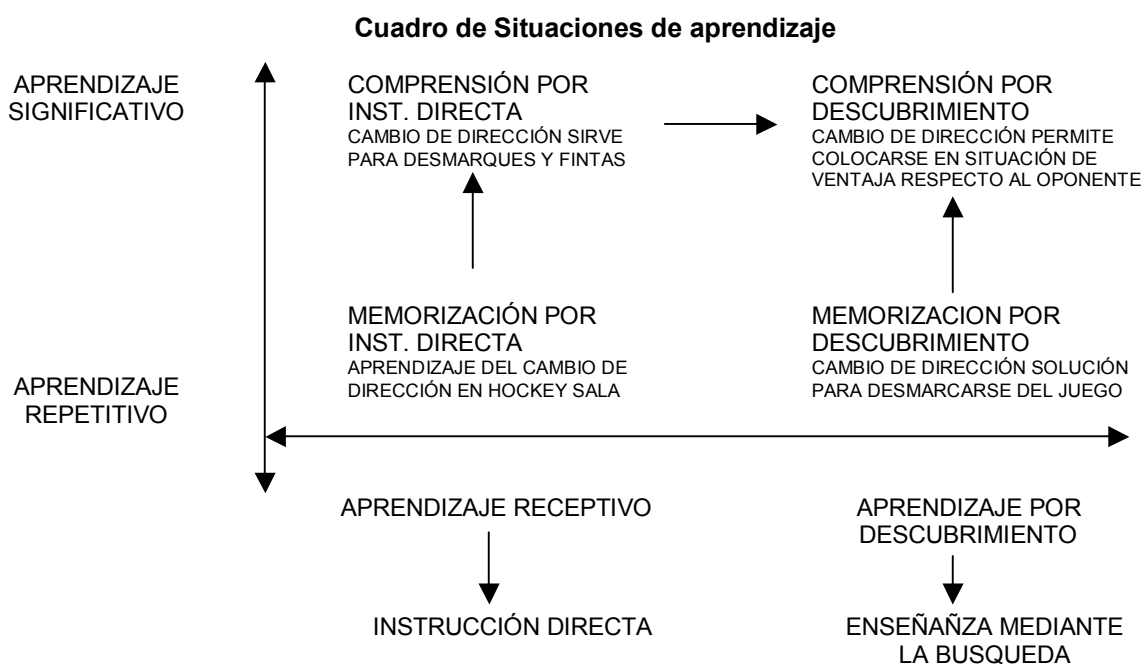 Cuadro de Situaciones de aprendizaje
APRENDIZAJE
SIGNIFICATIVO
COMPRENSIÓN POR
INST. DIRECTA
CAMBIO DE DIRECCIÓN SIRVE
PARA DESMARQUES Y FINTAS
COMPRENSIÓN POR
DESCUBRIMIENTO
CAMBIO DE DIRECCIÓN PERMITE
COLOCARSE EN SITUACIÓN DE
VENTAJA RESPECTO AL OPONENTE
APRENDIZAJE
REPETITIVO
MEMORIZACIÓN POR
INST. DIRECTA
APRENDIZAJE DEL CAMBIO DE
DIRECCIÓN EN HOCKEY SALA
MEMORIZACION POR
DESCUBRIMIENTO
CAMBIO DE DIRECCIÓN SOLUCIÓN
PARA DESMARCARSE DEL JUEGO
APRENDIZAJE RECEPTIVO
APRENDIZAJE POR
DESCUBRIMIENTO
INSTRUCCIÓN DIRECTA
ENSEÑAÑZA MEDIANTE
LA BUSQUEDA